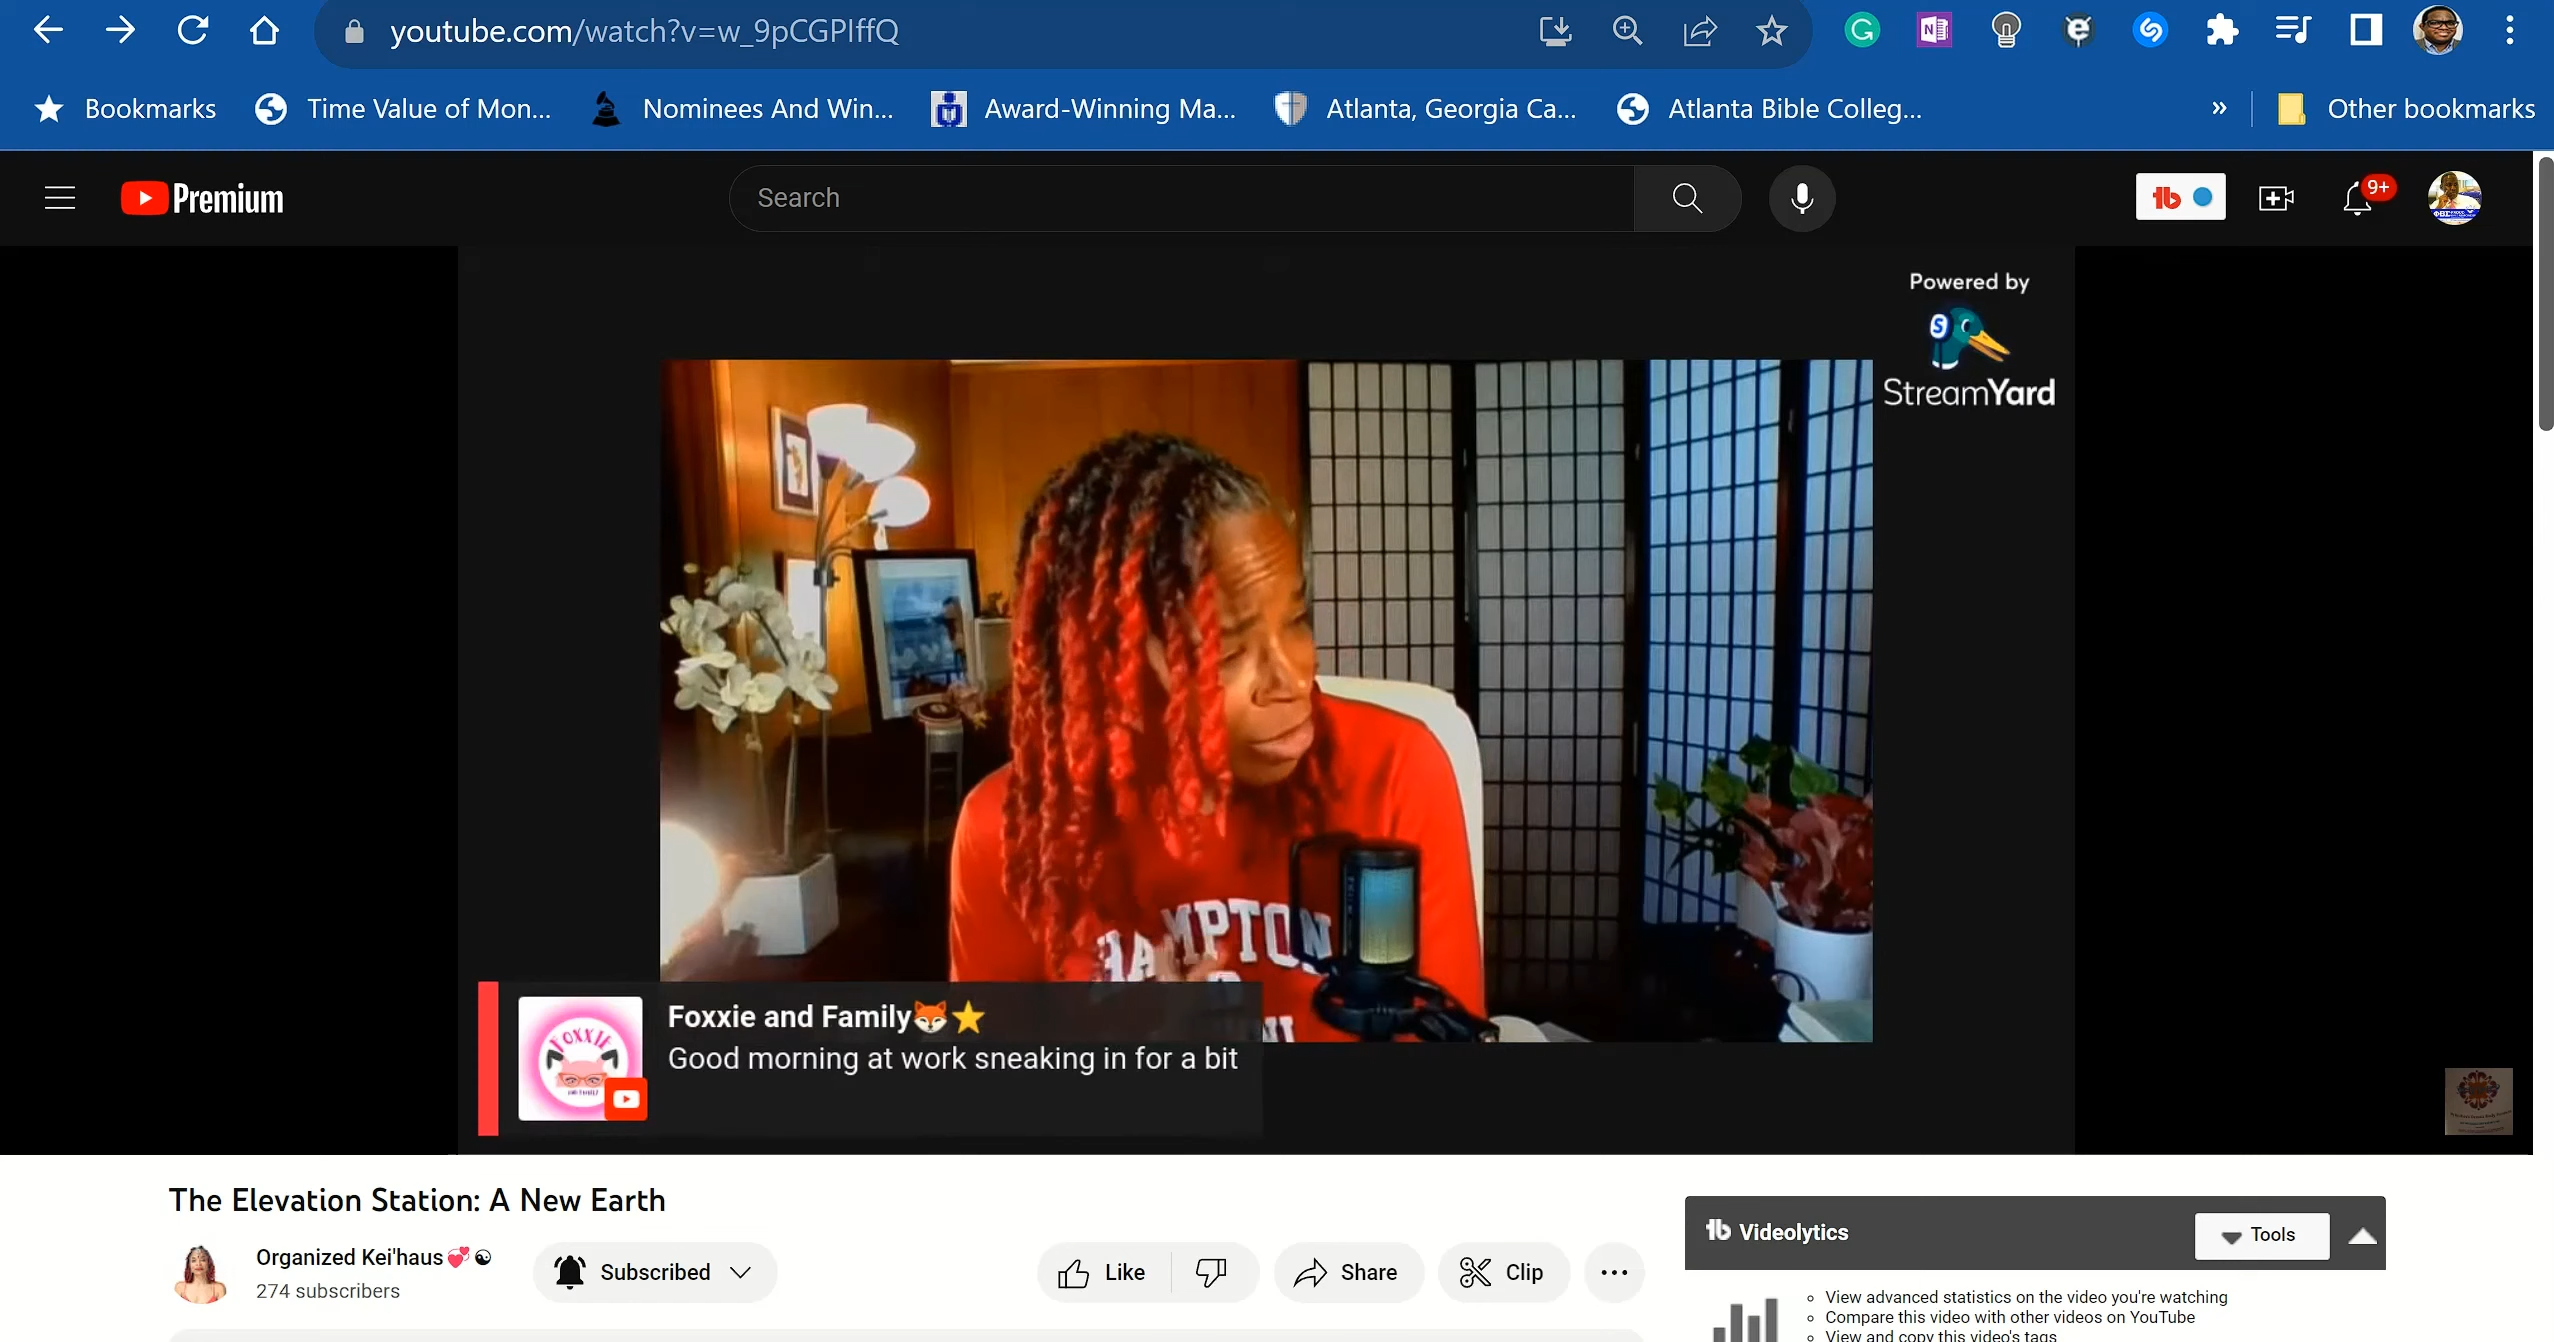 youtube.com/watch?v=w_9pCGPIffQ
Bookmarks
Time Value of Mon...
Nominees And Win...
Award-Winning Ma...
Atlanta, Georgia Ca...
Atlanta Bible Colleg...
»
Other bookmarks
Premium
Search
9+
Powered by
StreamYard
HAMPTON
FOXXIE
Foxxie and Family🦊⭐
Good morning at work sneaking in for a bit
The Elevation Station: A New Earth
Organized Kei'haus💞☯
274 subscribers
Subscribed
Like
Share
Clip
Videolytics
Tools
View advanced statistics on the video you're watching
Compare this video with other videos on YouTube
View and copy this video's tags